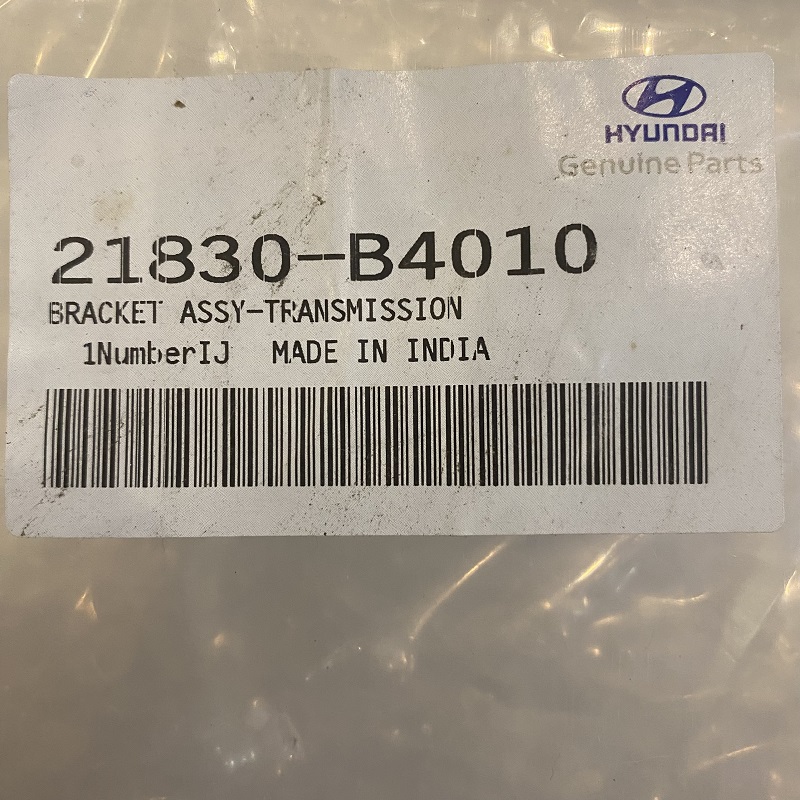 HYUNDAI
Genuine Parts
21830-B4010
BRACKET ASSY-TRANSMISSION
1NumberIJ MADE IN INDIA